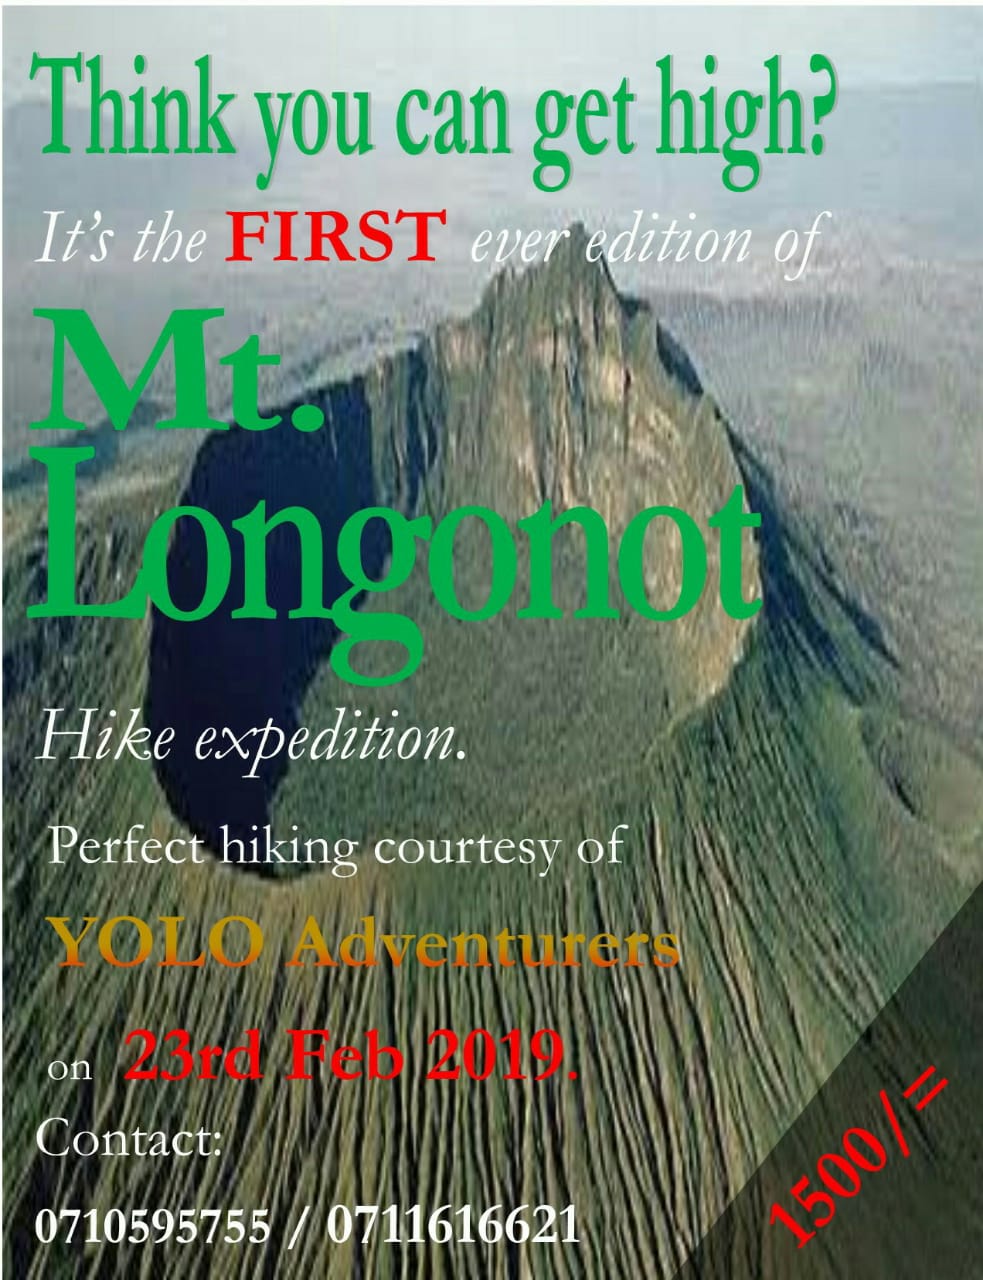 Think you can get high?
It's the FIRST ever edition of
Mt.
Longonot
Hike expedition.
Perfect hiking courtesy of
YOLO Adventurers
on 23rd Feb 2019.
Contact:
0710595755 / 0711616621
1500/=